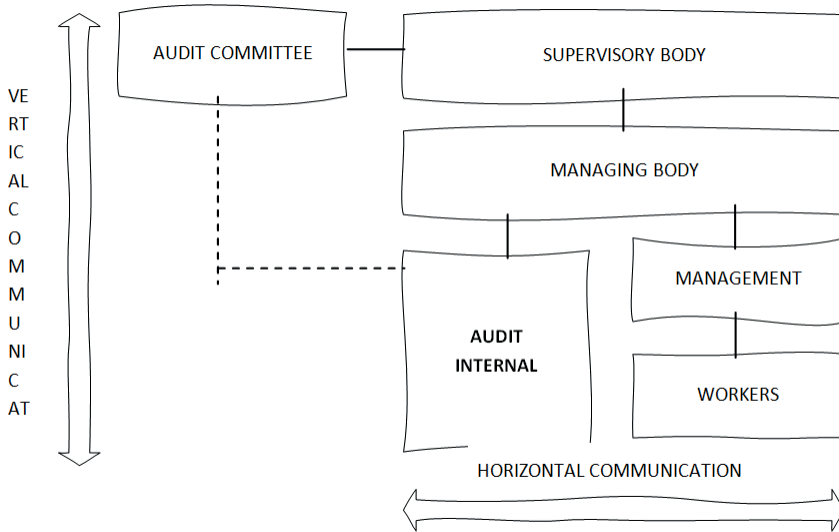 AUDIT COMMITTEE
SUPERVISORY BODY
VE
RT
IC
AL
C
O
M
M
U
NI
C
AT
MANAGING BODY
MANAGEMENT
AUDIT
INTERNAL
WORKERS
HORIZONTAL COMMUNICATION